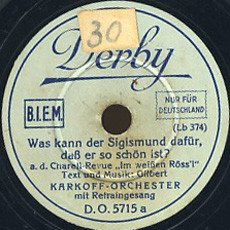 30
Derby
B.I.E.M.
NUR FÜR
DEUTSCHLAND
(Lb 374)
Was kann der Sigismund dafür,
daß er so schön ist?
a. d. Charell-Revue „Im weißen Röss'l"
Text und Musik: Gilbert
KARKOFF-ORCHESTER
mit Refraingesang
D. O. 5715 a